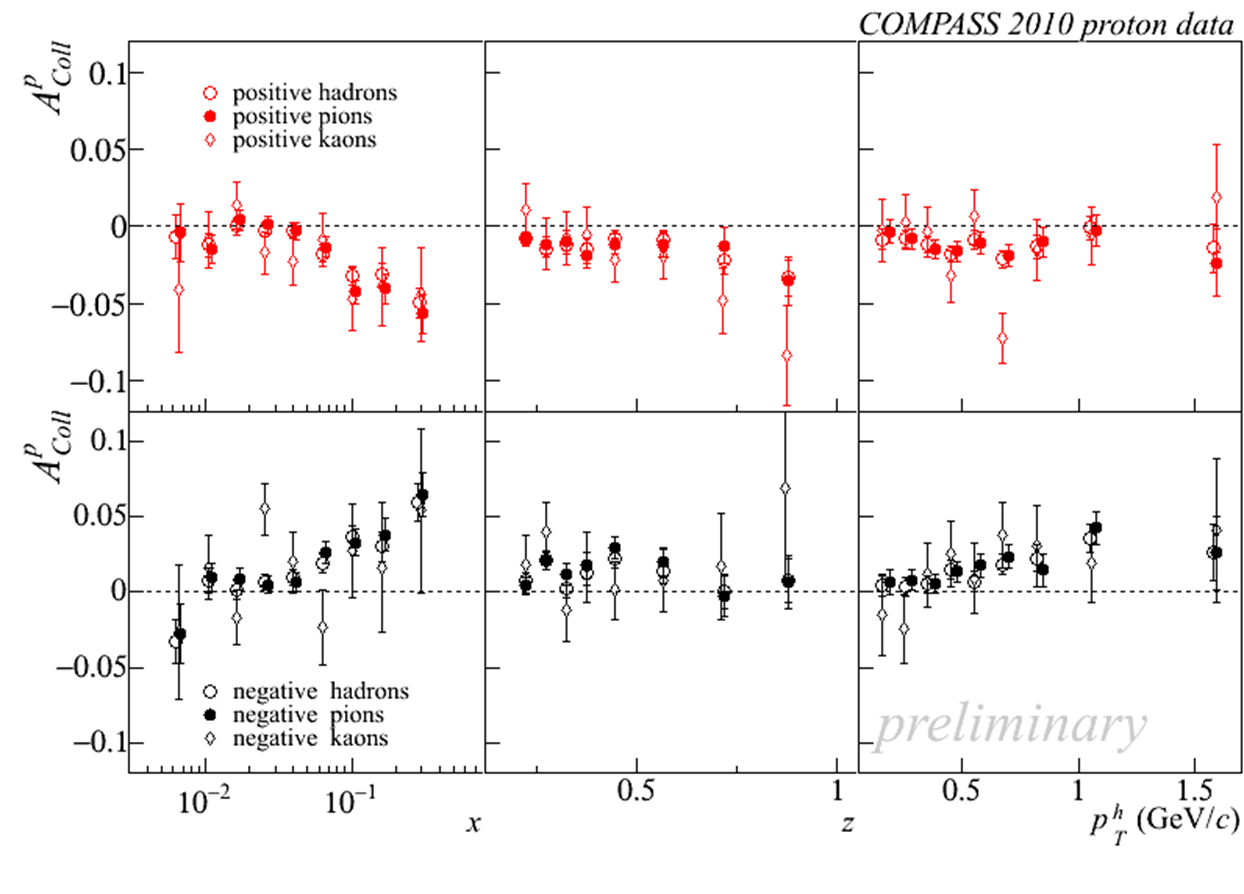 COMPASS 2010 proton data
A^p_Coll
0.1
0.05
0
−0.05
−0.1
positive hadrons
positive pions
positive kaons
A^p_Coll
0.1
0.05
0
−0.05
−0.1
negative hadrons
negative pions
negative kaons
preliminary
10^−2
10^−1
x
0.5
1
z
0.5
1
1.5
p^h_T (GeV/c)